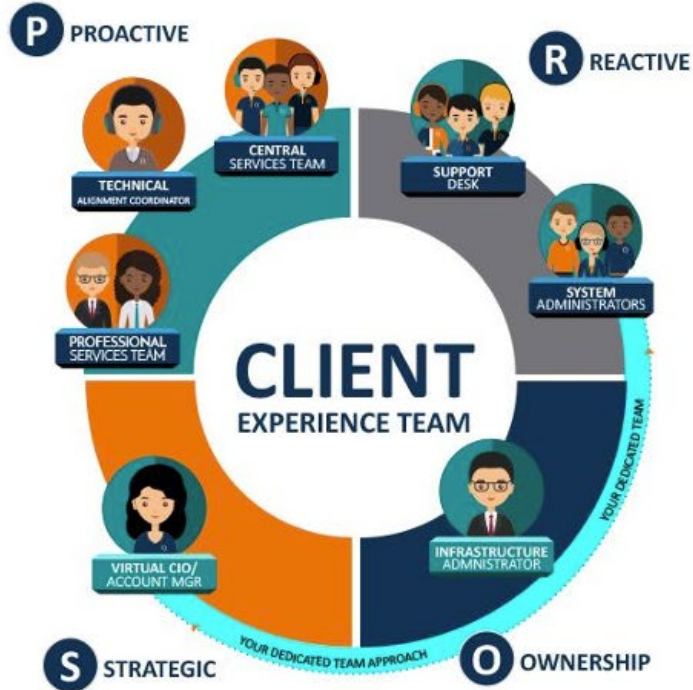 P PROACTIVE
R REACTIVE
CENTRAL
SERVICES TEAM
TECHNICAL
ALIGNMENT COORDINATOR
SUPPORT
DESK
PROFESSIONAL
SERVICES TEAM
SYSTEM
ADMINISTRATORS
CLIENT
EXPERIENCE TEAM
YOUR DEDICATED TEAM
VIRTUAL CIO/
ACCOUNT MGR
INFRASTRUCTURE
ADMNISTRATOR
YOUR DEDICATED TEAM APPROACH
S STRATEGIC
O OWNERSHIP